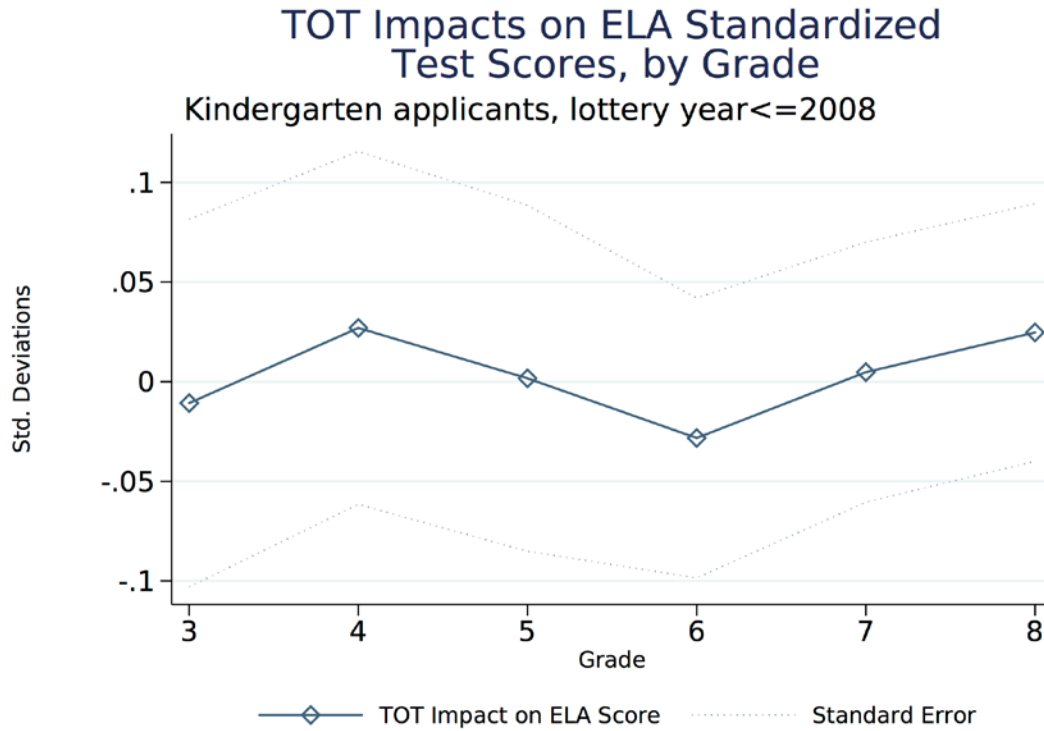 TOT Impacts on ELA Standardized
Test Scores, by Grade
Kindergarten applicants, lottery year<=2008
Std. Deviations
.1
.05
0
-.05
-.1
3 4 5 6 7 8
Grade
TOT Impact on ELA Score Standard Error